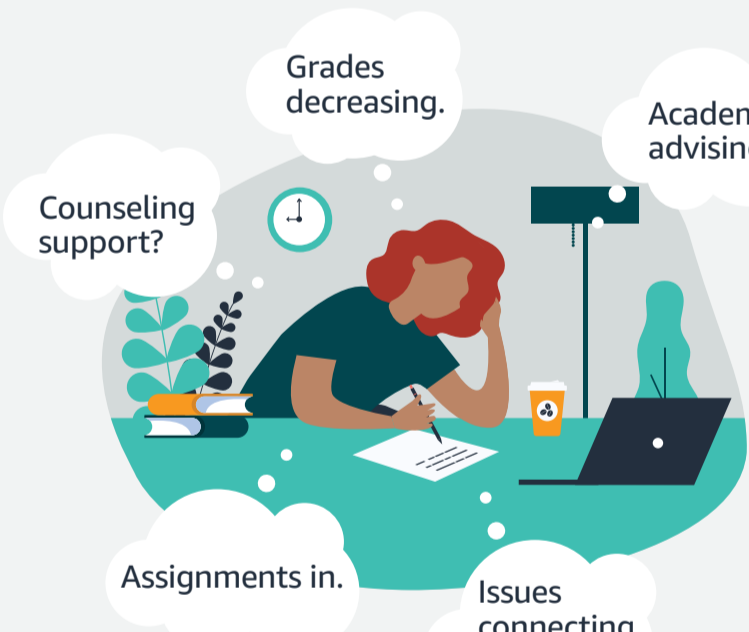 Grades
decreasing.
Counseling
support?
Assignments in.
Issues
connecting